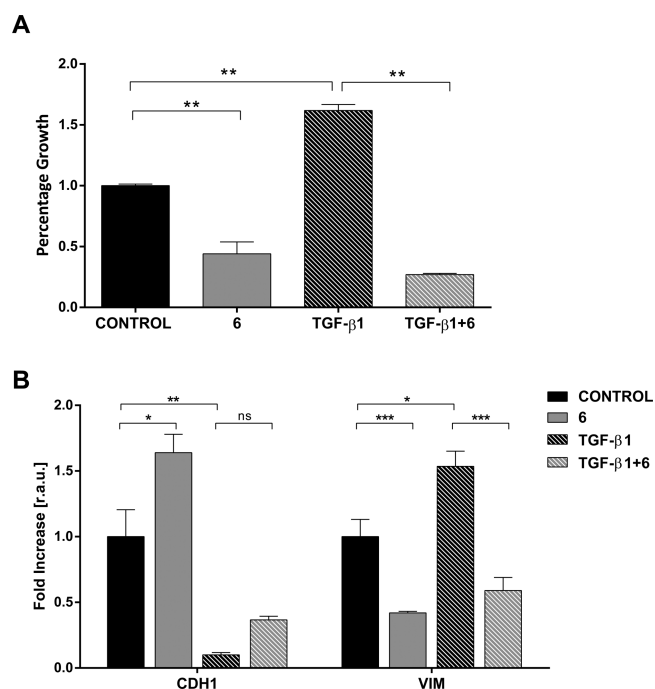 A
Percentage Growth
2.0
1.5
1.0
0.5
0.0
**
**
**
CONTROL
6
TGF-β1
TGF-β1+6
B
Fold Increase [r.a.u.]
2.0
1.5
1.0
0.5
0.0
**
*
ns
*
***
***
CDH1
VIM
CONTROL
6
TGF-β1
TGF-β1+6